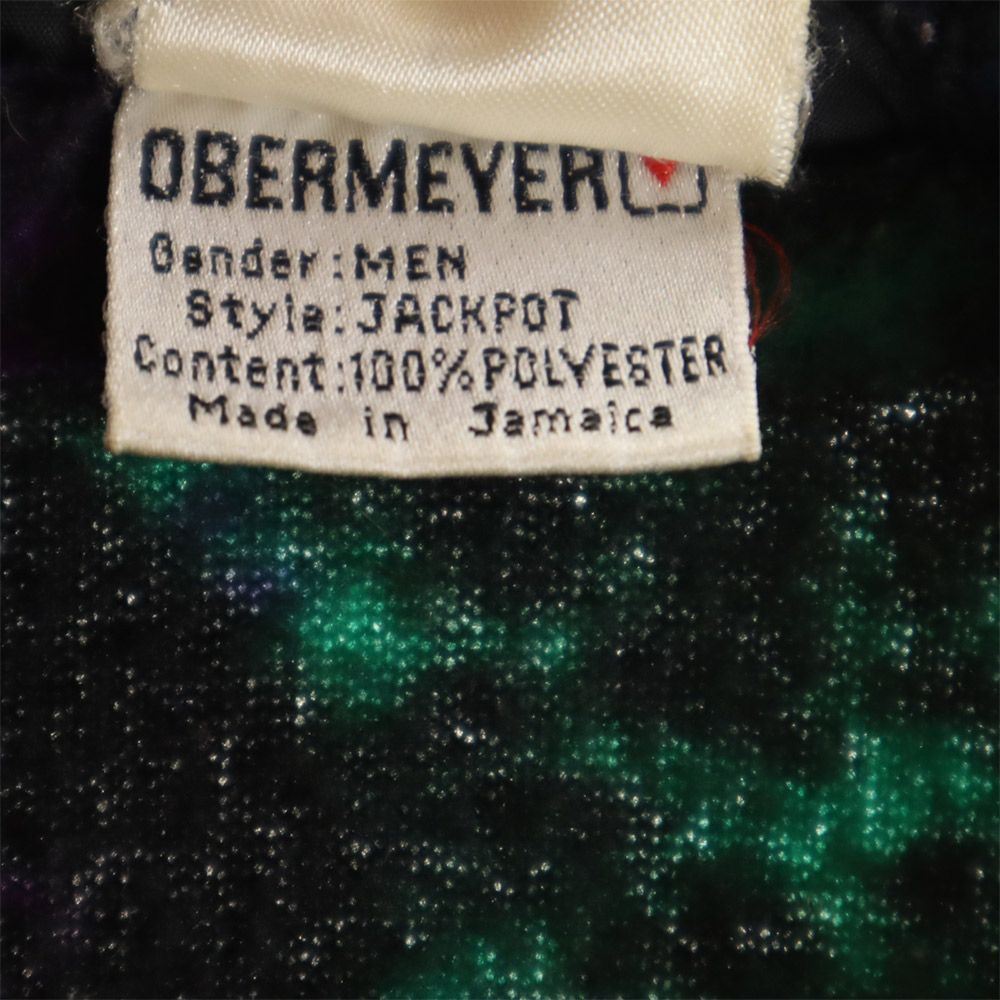 OBERMEYER
Gender: MEN
Style: JACKPOT
Content: 100% POLYESTER
Made in Jamaica